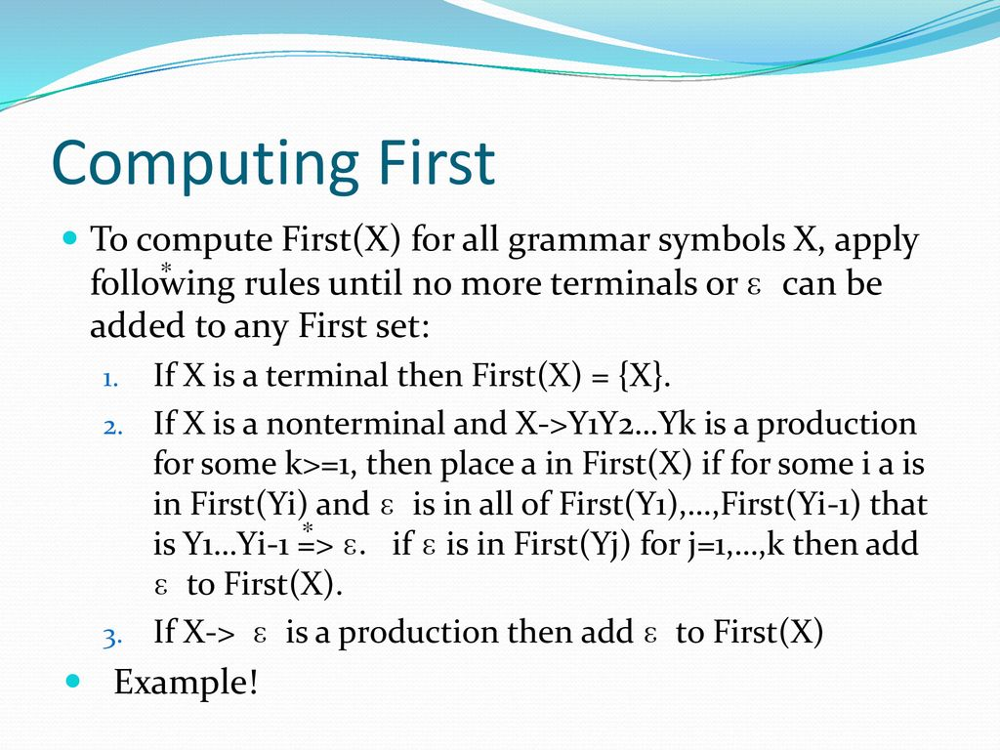 Computing First
• To compute First(X) for all grammar symbols X, apply
following rules until no more terminals or ε can be
*
added to any First set:
1. If X is a terminal then First(X) = {X}.
2. If X is a nonterminal and X->Y1Y2…Yk is a production
for some k>=1, then place a in First(X) if for some i a is
in First(Yi) and ε is in all of First(Y1),…,First(Yi-1) that
*
is Y1…Yi-1 => ε. if ε is in First(Yj) for j=1,…,k then add
ε to First(X).
3. If X-> ε is a production then add ε to First(X)
• Example!